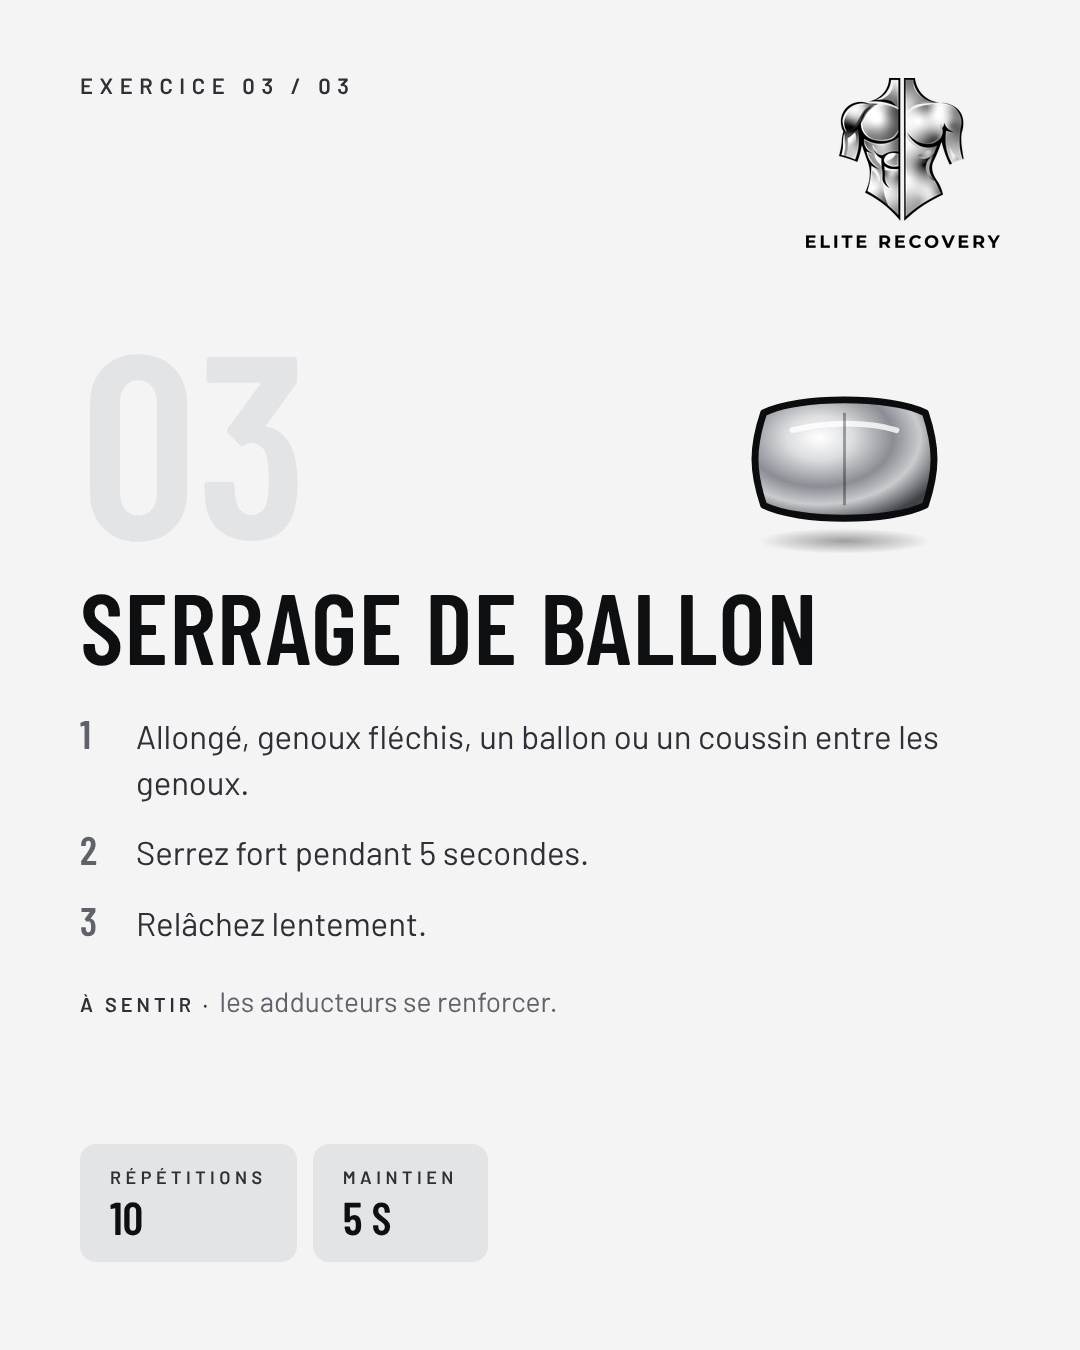 EXERCICE 03 / 03
ELITE RECOVERY
03
SERRAGE DE BALLON
1 Allongé, genoux fléchis, un ballon ou un coussin entre les
genoux.
2 Serrez fort pendant 5 secondes.
3 Relâchez lentement.
À SENTIR · les adducteurs se renforcer.
RÉPÉTITIONS MAINTIEN
10 5 S